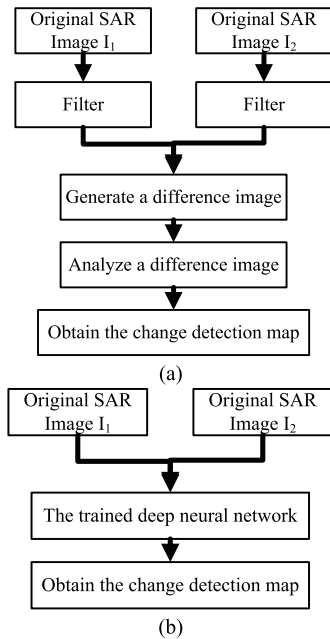 Original SAR
Image I₁
Original SAR
Image I₂
Filter
Filter
Generate a difference image
Analyze a difference image
Obtain the change detection map
(a)
Original SAR
Image I₁
Original SAR
Image I₂
The trained deep neural network
Obtain the change detection map
(b)